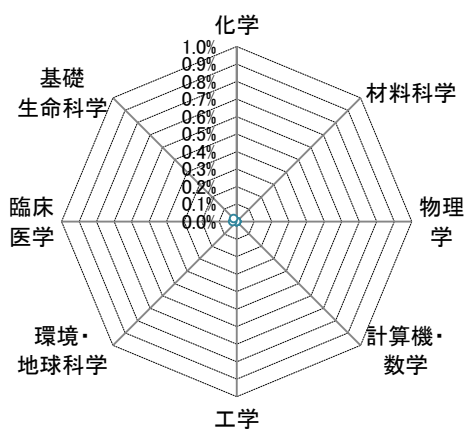 化学
1.0%
0.9%
0.8%
0.7%
0.6%
0.5%
0.4%
0.3%
0.2%
0.1%
0.0%
材料科学
物理
学
計算機・
数学
工学
環境・
地球科学
臨床
医学
基礎
生命科学